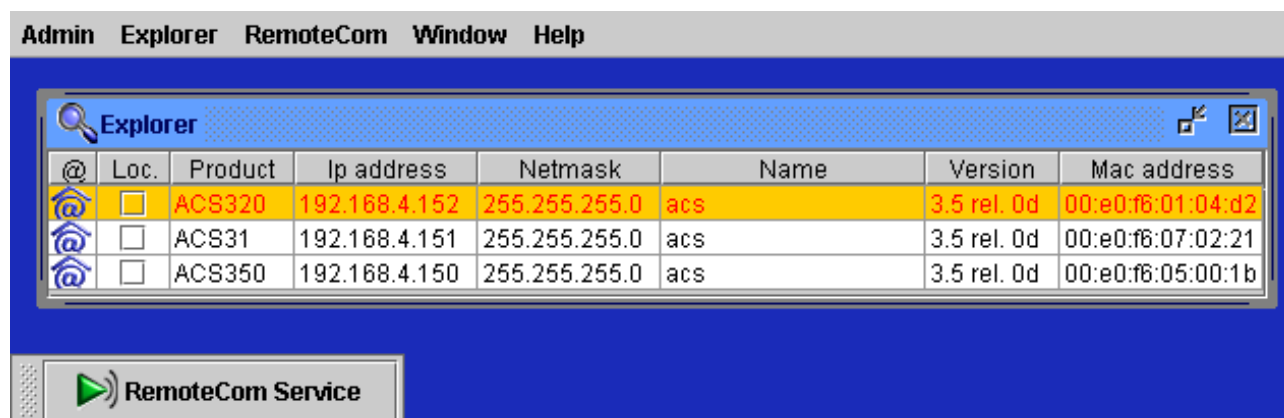 Admin Explorer RemoteCom Window Help
Explorer
@ Loc. Product Ip address Netmask Name Version Mac address
@ ACS320 192.168.4.152 255.255.255.0 acs 3.5 rel. 0d 00:e0:f6:01:04:d2
@ ACS31 192.168.4.151 255.255.255.0 acs 3.5 rel. 0d 00:e0:f6:07:02:21
@ ACS350 192.168.4.150 255.255.255.0 acs 3.5 rel. 0d 00:e0:f6:05:00:1b
RemoteCom Service